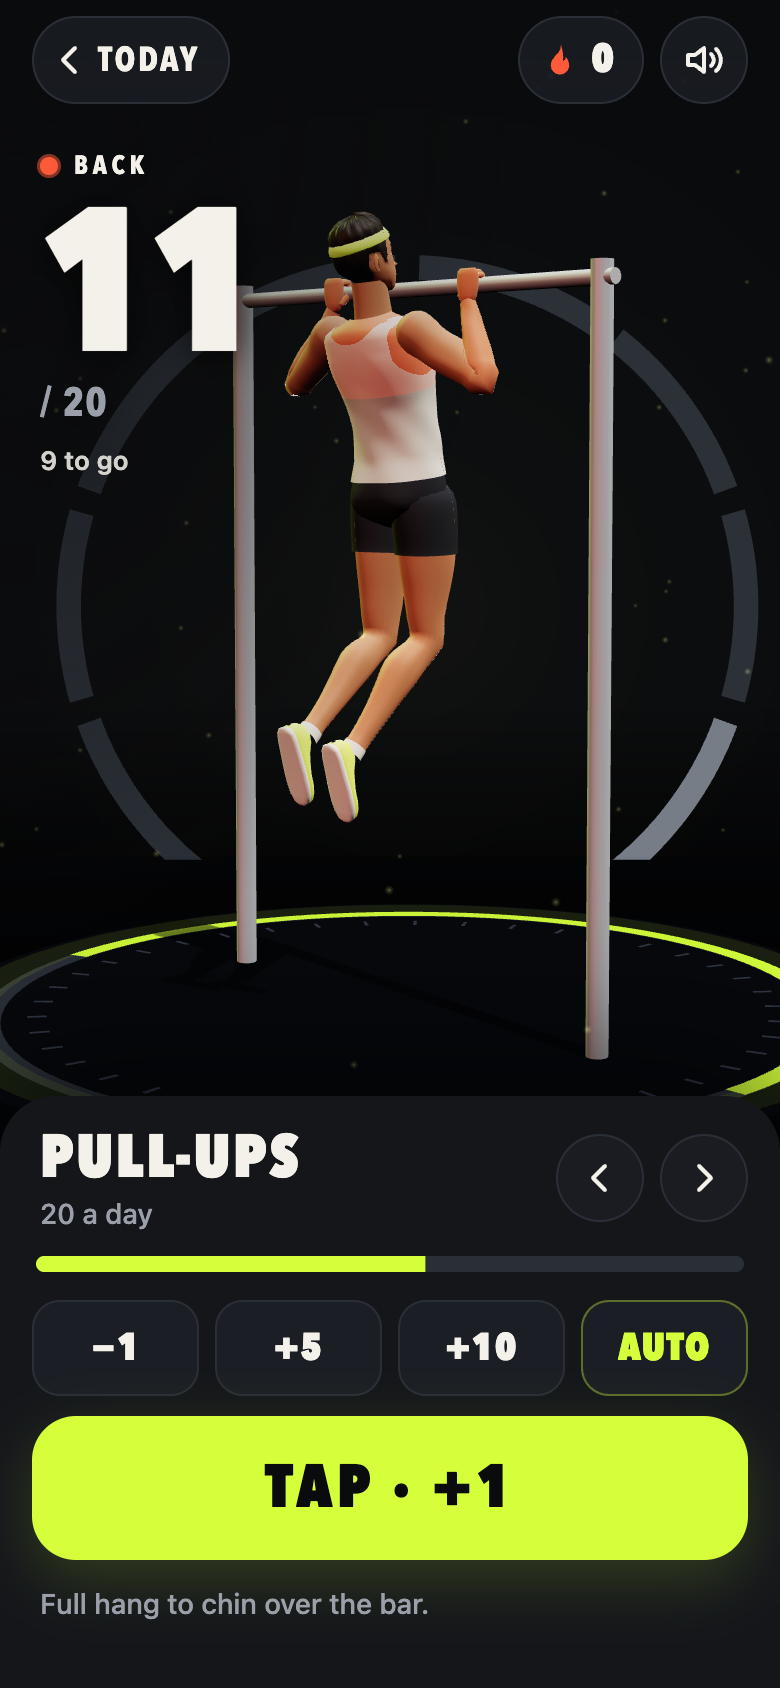 TODAY
0
BACK
11
/ 20
9 to go
PULL-UPS
20 a day
−1
+5
+10
AUTO
TAP · +1
Full hang to chin over the bar.